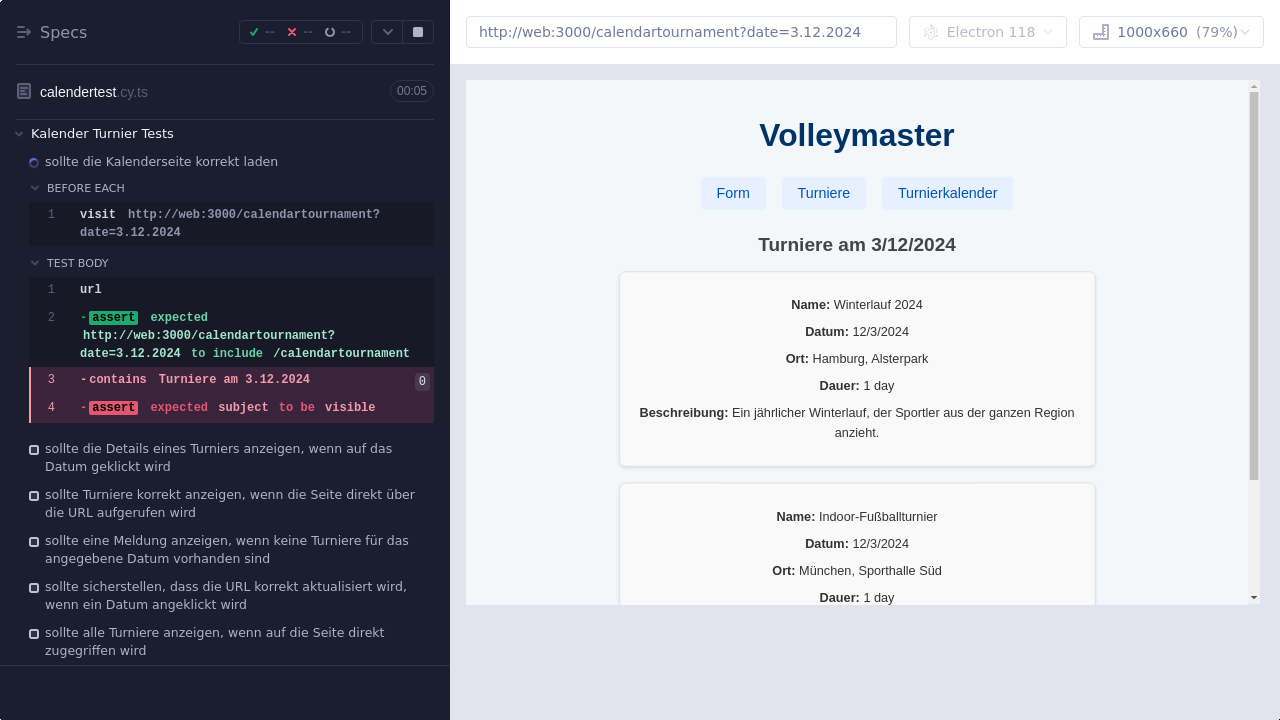 Specs
--
--
--
calendertest.cy.ts
00:05
Kalender Turnier Tests
sollte die Kalenderseite korrekt laden
BEFORE EACH
1 visit http://web:3000/calendartournament?
date=3.12.2024
TEST BODY
1 url
2 -assert expected
http://web:3000/calendartournament?
date=3.12.2024 to include /calendartournament
3 -contains Turniere am 3.12.2024 0
4 -assert expected subject to be visible
sollte die Details eines Turniers anzeigen, wenn auf das
Datum geklickt wird
sollte Turniere korrekt anzeigen, wenn die Seite direkt über
die URL aufgerufen wird
sollte eine Meldung anzeigen, wenn keine Turniere für das
angegebene Datum vorhanden sind
sollte sicherstellen, dass die URL korrekt aktualisiert wird,
wenn ein Datum angeklickt wird
sollte alle Turniere anzeigen, wenn auf die Seite direkt
zugegriffen wird
http://web:3000/calendartournament?date=3.12.2024
Electron 118
1000x660 (79%)
Volleymaster
Form
Turniere
Turnierkalender
Turniere am 3/12/2024
Name: Winterlauf 2024
Datum: 12/3/2024
Ort: Hamburg, Alsterpark
Dauer: 1 day
Beschreibung: Ein jährlicher Winterlauf, der Sportler aus der ganzen Region
anzieht.
Name: Indoor-Fußballturnier
Datum: 12/3/2024
Ort: München, Sporthalle Süd
Dauer: 1 day